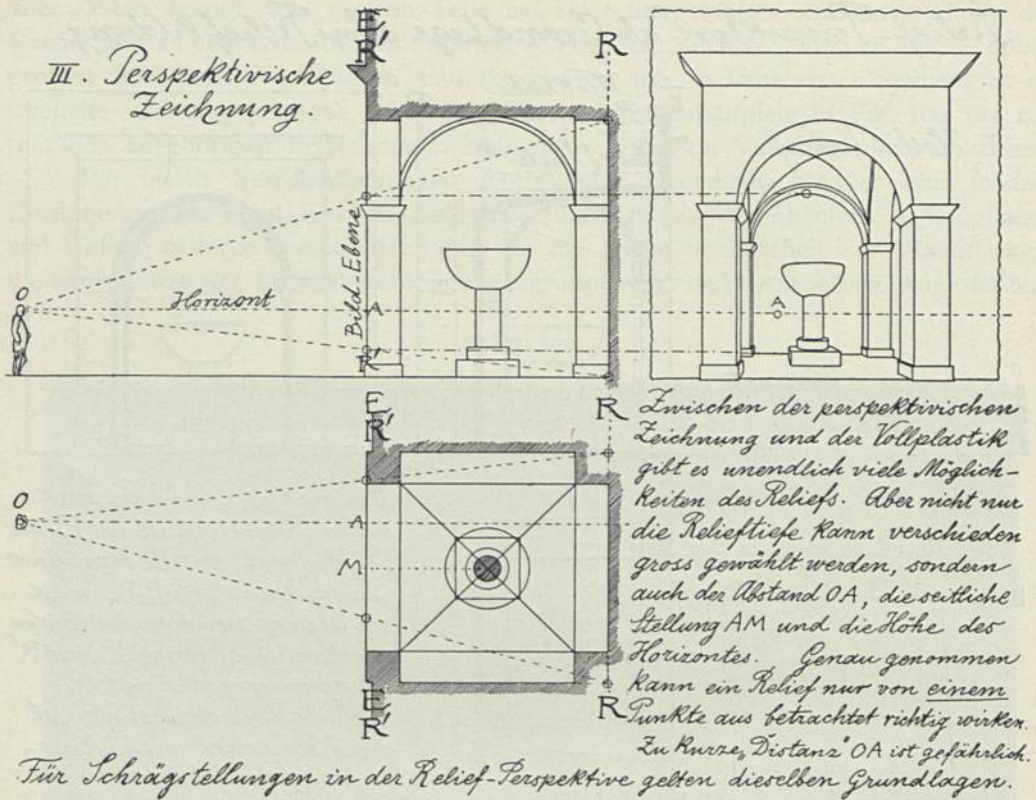 III. Perspektivische
Zeichnung.
E
R'
R
O
Horizont
Bild-Ebene
A
R'
A
E
R'
R
O
A
M
E
R'
R
Zwischen der perspektivischen
Zeichnung und der Vollplastik
gibt es unendlich viele Möglich-
keiten des Reliefs. Aber nicht nur
die Relieftiefe kann verschieden
gross gewählt werden, sondern
auch der Abstand OA, die seitliche
Stellung AM und die Höhe des
Horizontes. Genau genommen
kann ein Relief nur von einem
Punkte aus betrachtet richtig wirken.
Zu kurze „Distanz" OA ist gefährlich.
Für Schrägstellungen in der Relief-Perspektive gelten dieselben Grundlagen.